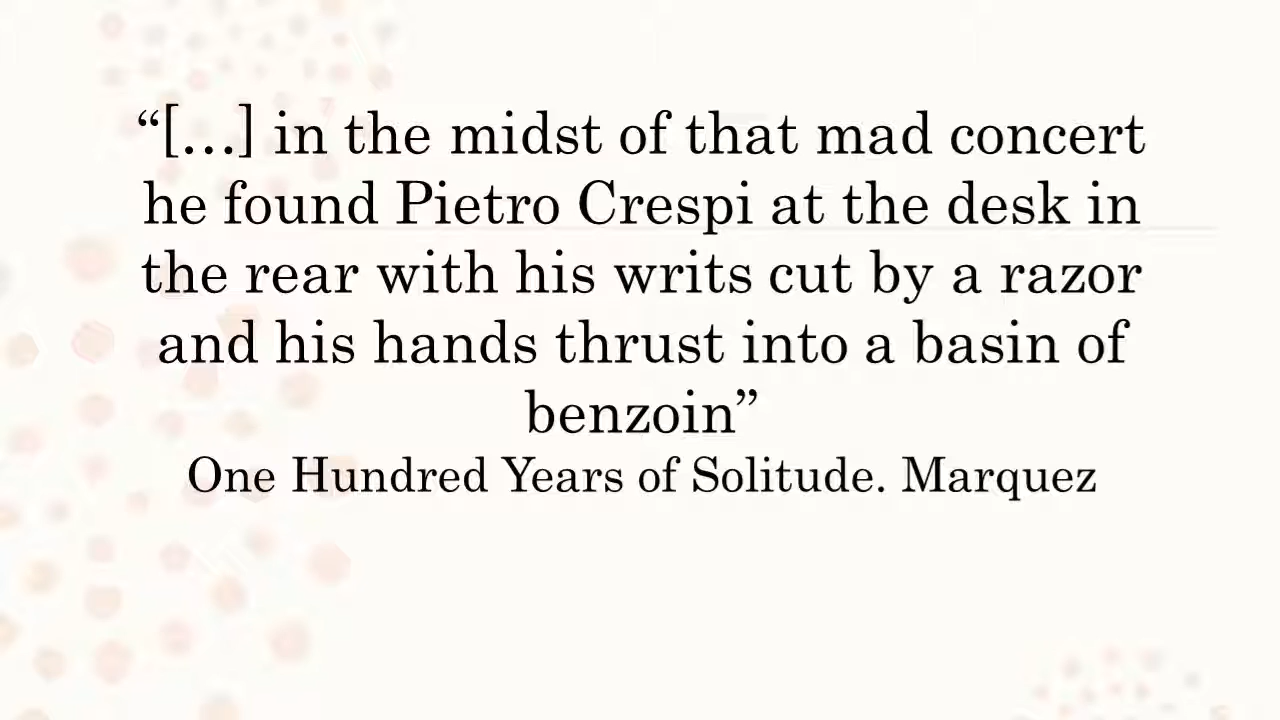 “[…] in the midst of that mad concert
he found Pietro Crespi at the desk in
the rear with his writs cut by a razor
and his hands thrust into a basin of
benzoin”
One Hundred Years of Solitude. Marquez